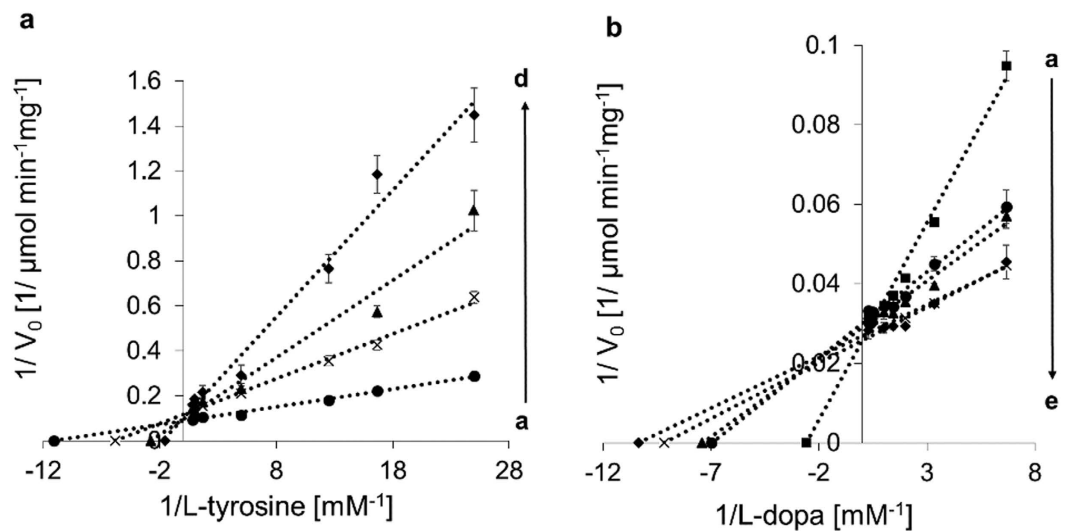 a
1/ V0 [1/ µmol min-1mg-1]
1.6
1.4
1.2
1
0.8
0.6
0.4
0.2
0
-12 -2 8 18 28
1/L-tyrosine [mM-1]
d
a
b
1/ V0 [1/ µmol min-1mg-1]
0.1
0.08
0.06
0.04
0.02
0
-12 -7 -2 3 8
1/L-dopa [mM-1]
a
e